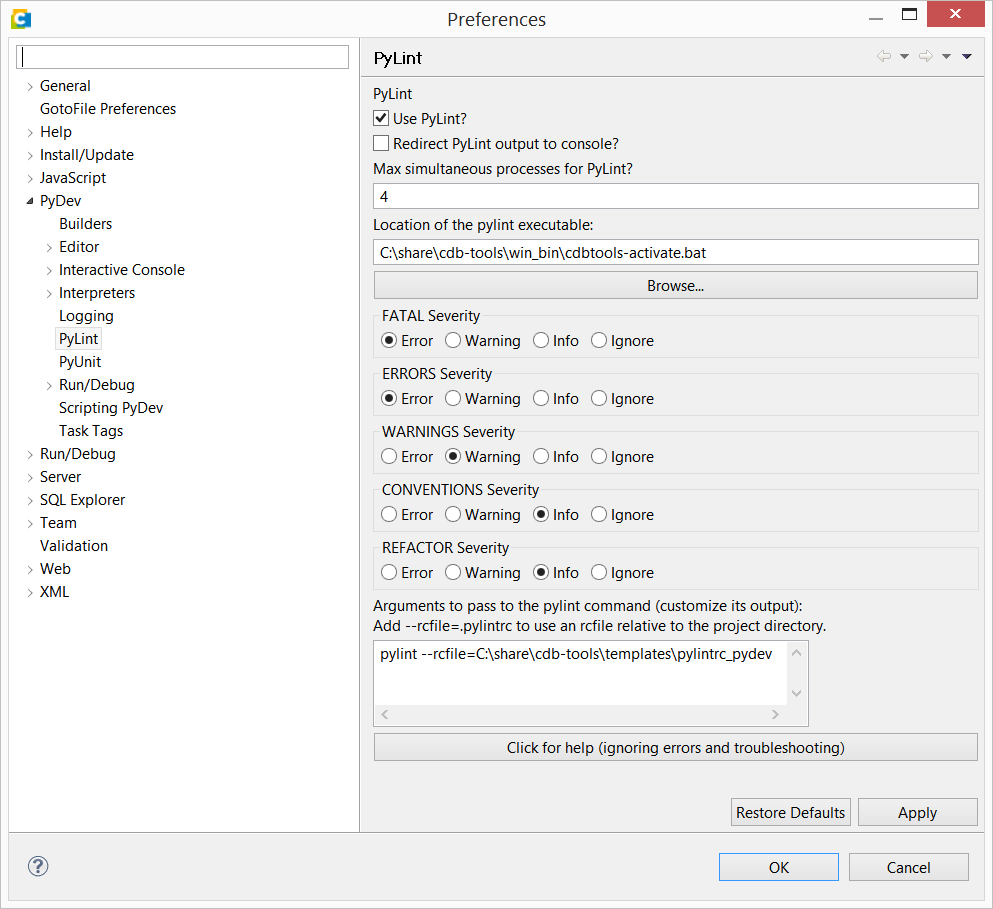 Preferences
General
GotoFile Preferences
Help
Install/Update
JavaScript
PyDev
Builders
Editor
Interactive Console
Interpreters
Logging
PyLint
PyUnit
Run/Debug
Scripting PyDev
Task Tags
Run/Debug
Server
SQL Explorer
Team
Validation
Web
XML
PyLint
PyLint
Use PyLint?
Redirect PyLint output to console?
Max simultaneous processes for PyLint?
4
Location of the pylint executable:
C:\share\cdb-tools\win_bin\cdbtools-activate.bat
Browse...
FATAL Severity
Error Warning Info Ignore
ERRORS Severity
Error Warning Info Ignore
WARNINGS Severity
Error Warning Info Ignore
CONVENTIONS Severity
Error Warning Info Ignore
REFACTOR Severity
Error Warning Info Ignore
Arguments to pass to the pylint command (customize its output):
Add --rcfile=.pylintrc to use an rcfile relative to the project directory.
pylint --rcfile=C:\share\cdb-tools\templates\pylintrc_pydev
Click for help (ignoring errors and troubleshooting)
Restore Defaults Apply
OK Cancel